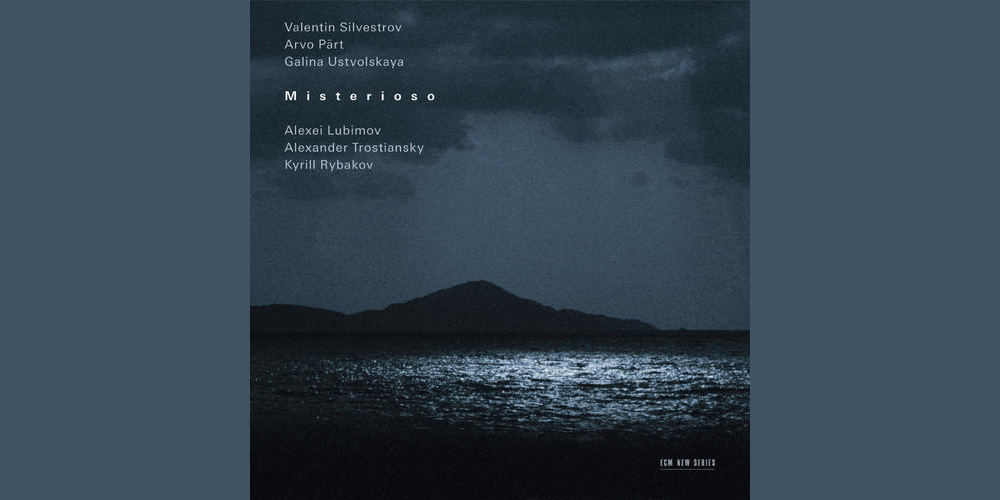 Valentin Silvestrov
Arvo Pärt
Galina Ustvolskaya
Misterioso
Alexei Lubimov
Alexander Trostiansky
Kyrill Rybakov
ECM NEW SERIES